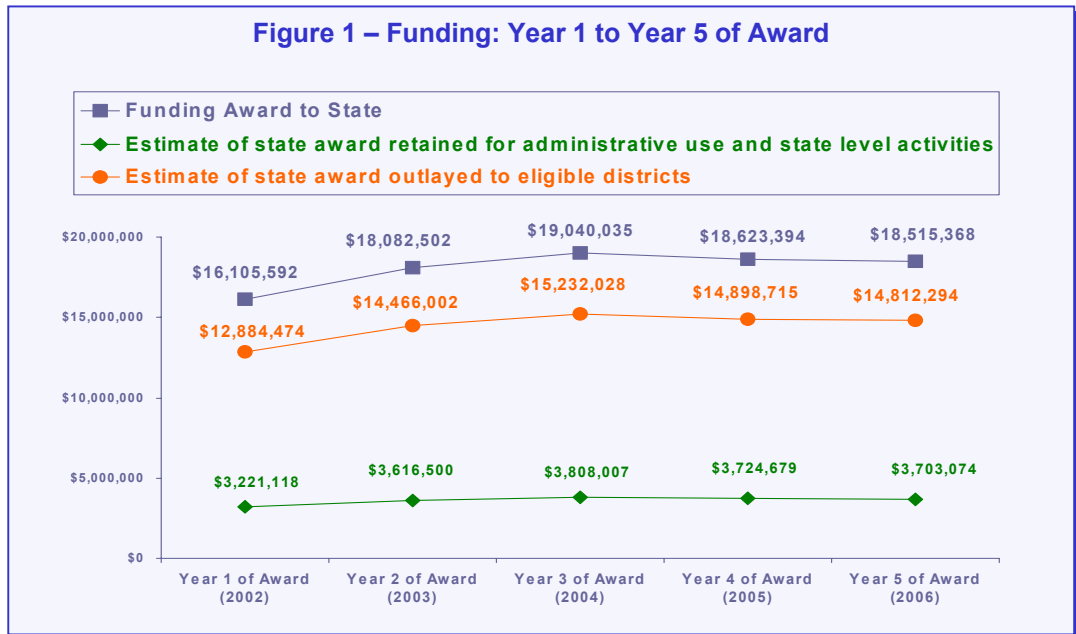 Figure 1 – Funding: Year 1 to Year 5 of Award
Funding Award to State
Estimate of state award retained for administrative use and state level activities
Estimate of state award outlayed to eligible districts
$20,000,000
$15,000,000
$10,000,000
$5,000,000
$0
$16,105,592
$18,082,502
$19,040,035
$18,623,394
$18,515,368
$12,884,474
$14,466,002
$15,232,028
$14,898,715
$14,812,294
$3,221,118
$3,616,500
$3,808,007
$3,724,679
$3,703,074
Year 1 of Award
(2002)
Year 2 of Award
(2003)
Year 3 of Award
(2004)
Year 4 of Award
(2005)
Year 5 of Award
(2006)